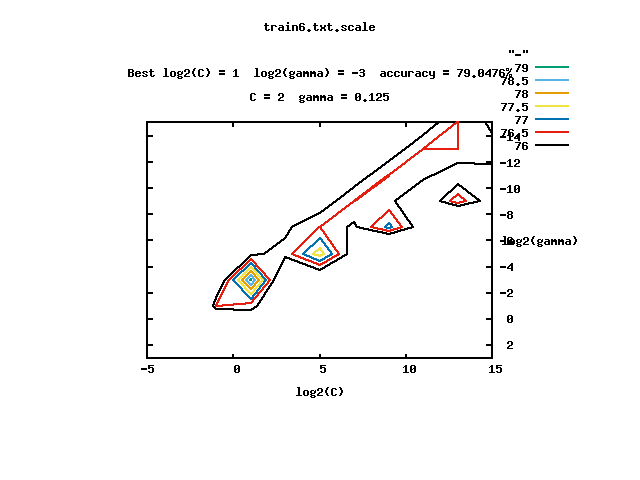 train6.txt.scale
"-"
79
Best log2(C) = 1 log2(gamma) = -3 accuracy = 79.0476%
78.5
78
C = 2 gamma = 0.125
77.5
77
76.5
-14
76
-12
-10
-8
-6
log2(gamma)
-4
-2
0
2
-5 0 5 10 15
log2(C)